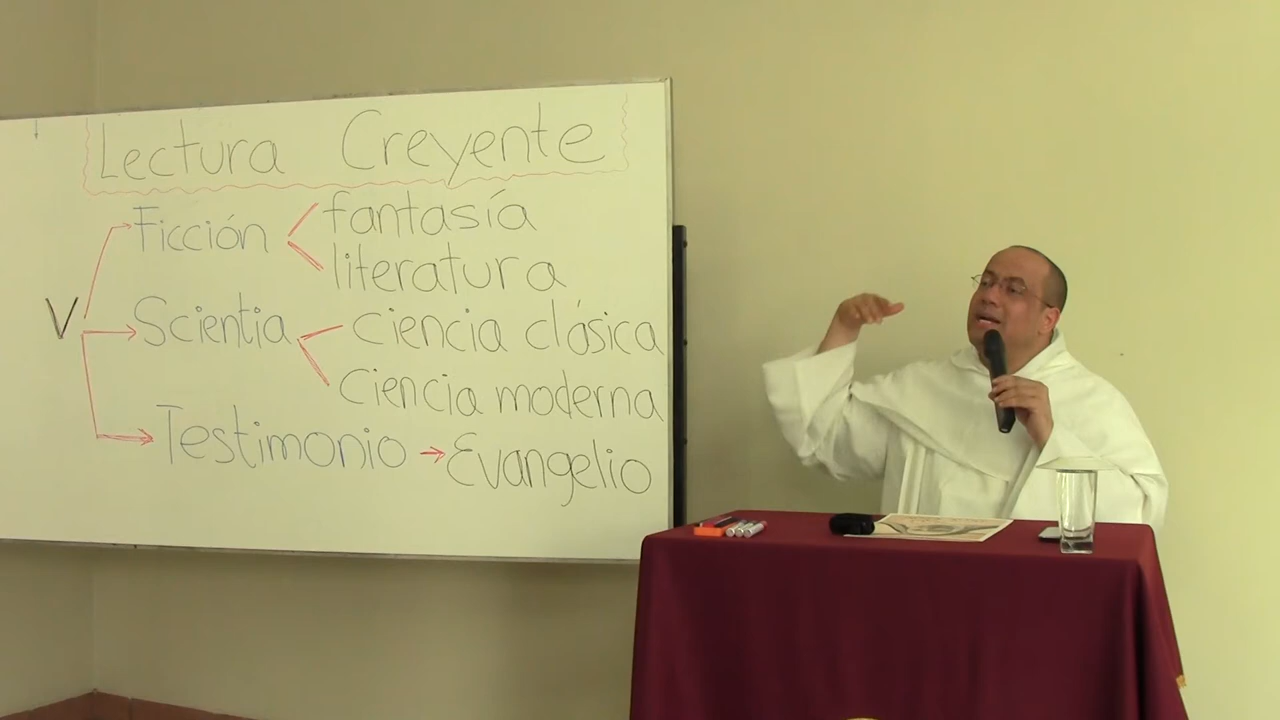 Lectura Creyente
Ficción fantasía
literatura
V Scientia ciencia clásica
ciencia moderna
Testimonio → Evangelio